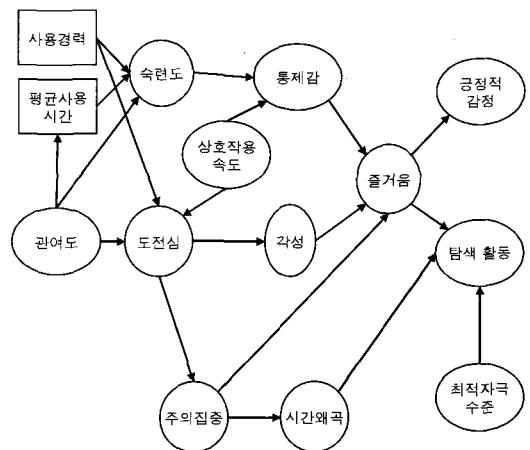 사용경력
숙련도
통제감
긍정적
감정
평균사용
시간
상호작용
속도
즐거움
관여도
도전심
각성
탐색 활동
주의집중
시간왜곡
최적자극
수준